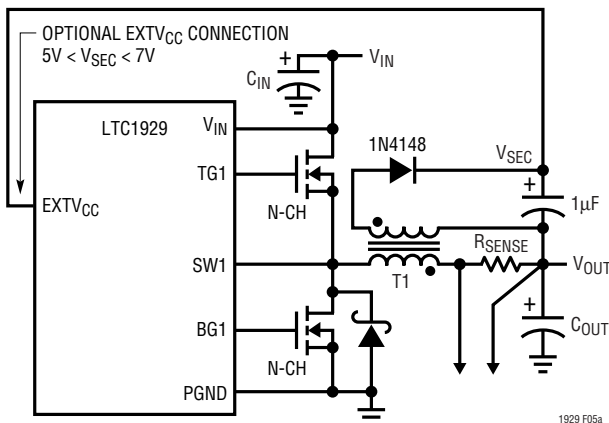 OPTIONAL EXTVCC CONNECTION
5V < VSEC < 7V
+
CIN
VIN
LTC1929
VIN
TG1
N-CH
EXTVCC
1N4148
VSEC
+
1µF
SW1
T1
RSENSE
VOUT
BG1
N-CH
+
COUT
PGND
1929 F05a